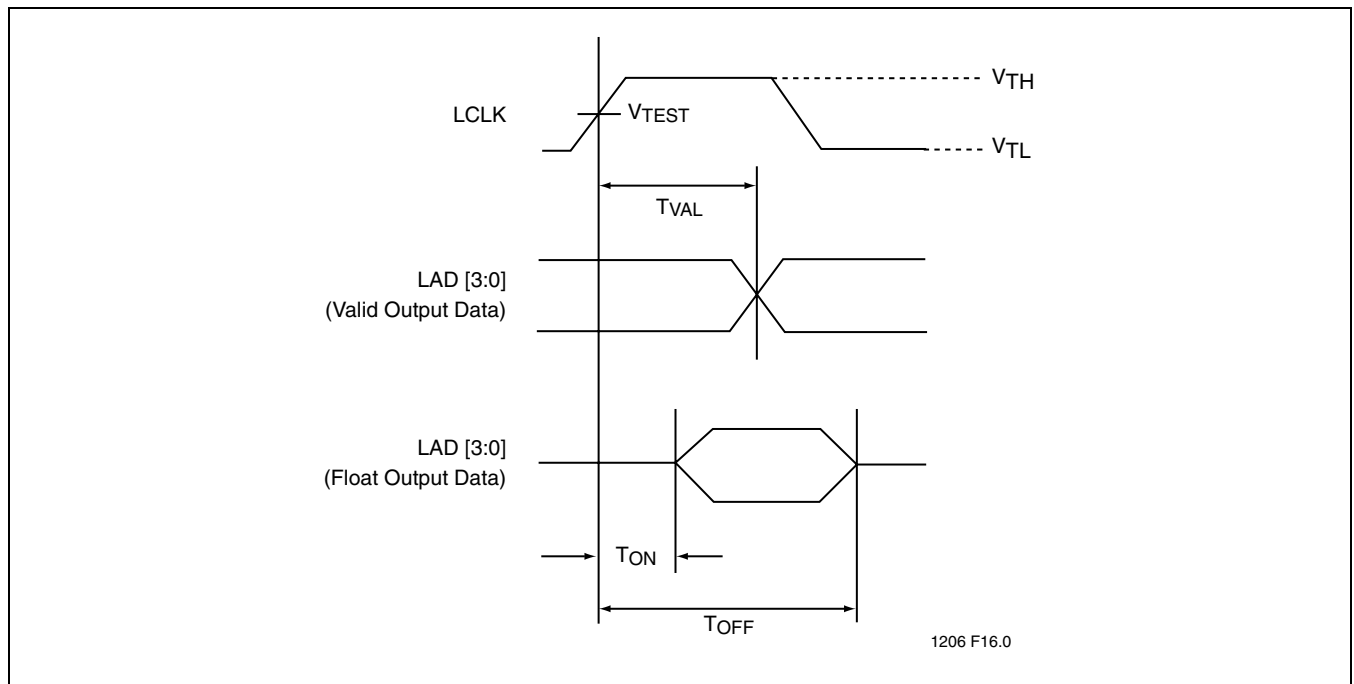 VTH
LCLK
VTEST
VTL
TVAL
LAD [3:0]
(Valid Output Data)
LAD [3:0]
(Float Output Data)
TON
TOFF
1206 F16.0